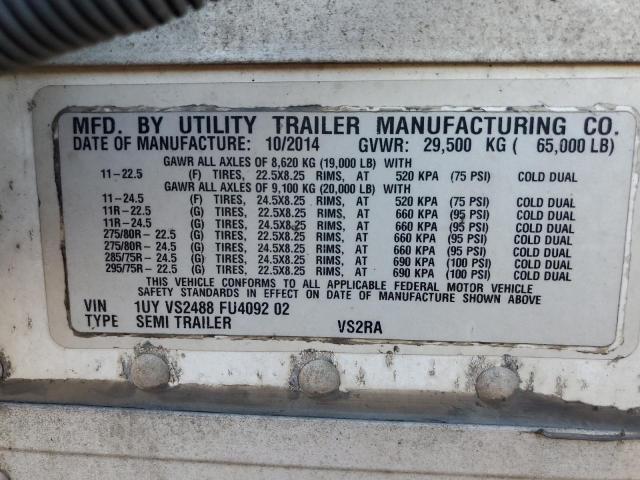 MFD. BY UTILITY TRAILER MANUFACTURING CO.
DATE OF MANUFACTURE: 10/2014 GVWR: 29,500 KG ( 65,000 LB)
GAWR ALL AXLES OF 8,620 KG (19,000 LB) WITH
11-22.5 (F) TIRES, 22.5X8.25 RIMS, AT 520 KPA (75 PSI) COLD DUAL
GAWR ALL AXLES OF 9,100 KG (20,000 LB) WITH
11-24.5 (F) TIRES, 24.5X8.25 RIMS, AT 520 KPA (75 PSI) COLD DUAL
11R-22.5 (G) TIRES, 22.5X8.25 RIMS, AT 660 KPA (95 PSI) COLD DUAL
11R-24.5 (G) TIRES, 24.5X8.25 RIMS, AT 660 KPA (95 PSI) COLD DUAL
275/80R- 22.5 (G) TIRES, 22.5X8.25 RIMS, AT 660 KPA (95 PSI) COLD DUAL
275/80R- 24.5 (G) TIRES, 24.5X8.25 RIMS, AT 660 KPA (95 PSI) COLD DUAL
285/75R- 24.5 (G) TIRES, 24.5X8.25 RIMS, AT 690 KPA (100 PSI) COLD DUAL
295/75R- 22.5 (G) TIRES, 22.5X8.25 RIMS, AT 690 KPA (100 PSI) COLD DUAL
THIS VEHICLE CONFORMS TO ALL APPLICABLE FEDERAL MOTOR VEHICLE
SAFETY STANDARDS IN EFFECT ON DATE OF MANUFACTURE SHOWN ABOVE
VIN 1UY VS2488 FU4092 02
TYPE SEMI TRAILER VS2RA